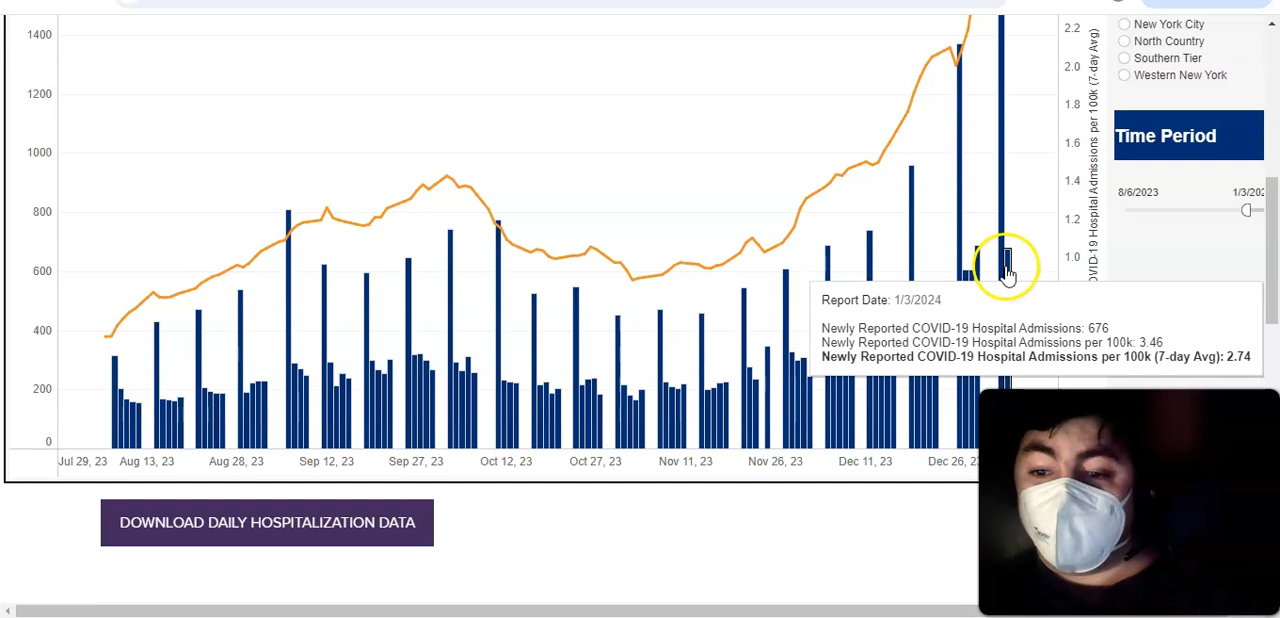 1400
1200
1000
800
600
400
200
0
2.2
2.0
1.8
1.6
1.4
1.2
1.0
OVID-19 Hospital Admissions per 100k (7-day Avg)
New York City
North Country
Southern Tier
Western New York
Time Period
8/6/2023
1/3/202
Report Date: 1/3/2024
Newly Reported COVID-19 Hospital Admissions: 676
Newly Reported COVID-19 Hospital Admissions per 100k: 3.46
Newly Reported COVID-19 Hospital Admissions per 100k (7-day Avg): 2.74
Jul 29, 23 Aug 13, 23 Aug 28, 23 Sep 12, 23 Sep 27, 23 Oct 12, 23 Oct 27, 23 Nov 11, 23 Nov 26, 23 Dec 11, 23 Dec 26, 23
DOWNLOAD DAILY HOSPITALIZATION DATA